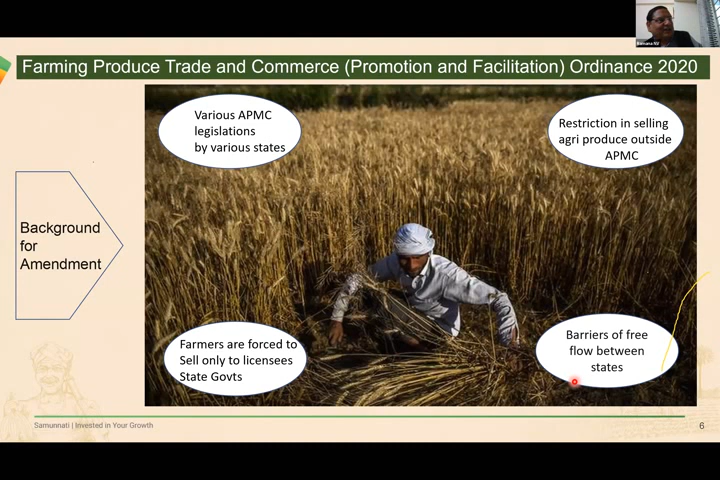 Ramana NV
Farming Produce Trade and Commerce (Promotion and Facilitation) Ordinance 2020
Various APMC
legislations
by various states
Restriction in selling
agri produce outside
APMC
Background
for
Amendment
Farmers are forced to
Sell only to licensees
State Govts
Barriers of free
flow between
states
Samunnati | Invested in Your Growth
6